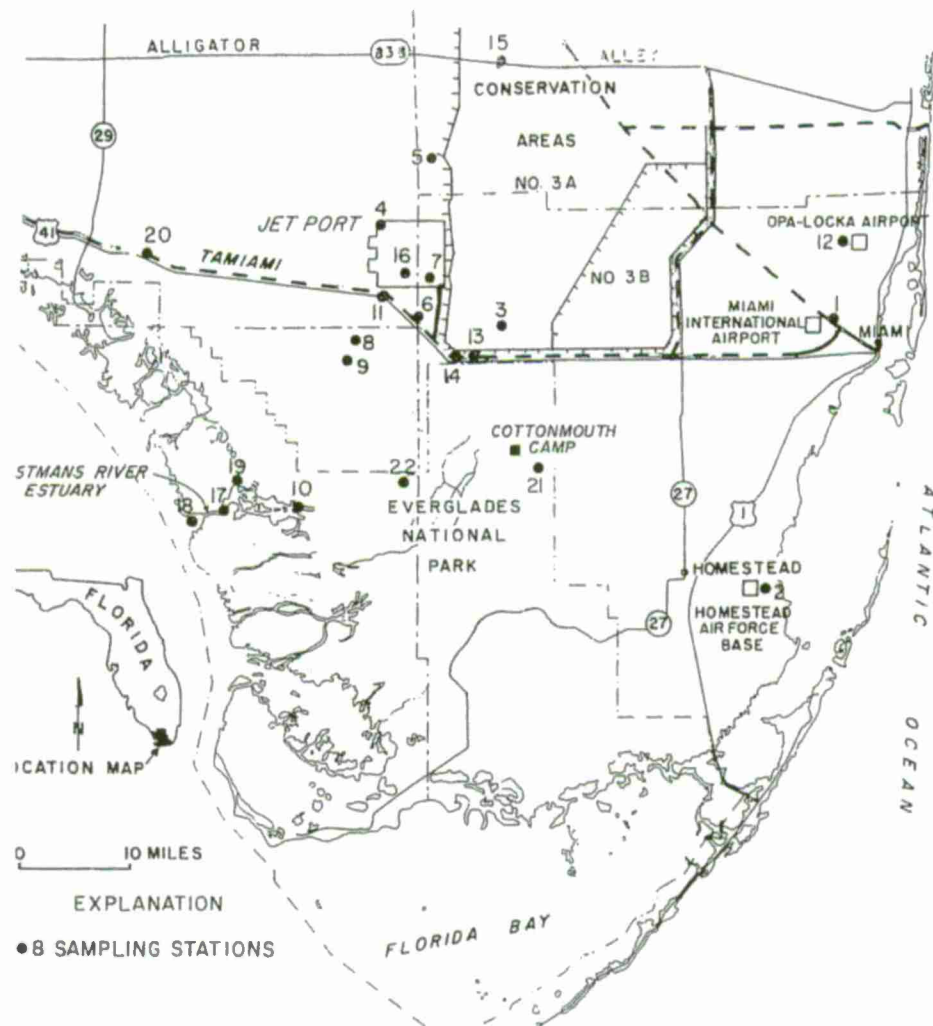 ALLIGATOR
838
15
ALLEY
CONSERVATION
29
AREAS
5
NO. 3A
JET PORT
4
OPA-LOCKA AIRPORT
41
20
TAMIAMI
16
7
12
NO. 3B
11
6
3
MIAMI
INTERNATIONAL
AIRPORT
1
MIAMI
8
9
14
13
COTTONMOUTH
CAMP
STMANS RIVER
ESTUARY
19
22
21
18
17
10
EVERGLADES
NATIONAL
PARK
27
1
ATLANTIC OCEAN
HOMESTEAD
2
HOMESTEAD
AIR FORCE
BASE
27
FLORIDA
N
OCATION MAP
0
10 MILES
EXPLANATION
8 SAMPLING STATIONS
FLORIDA BAY